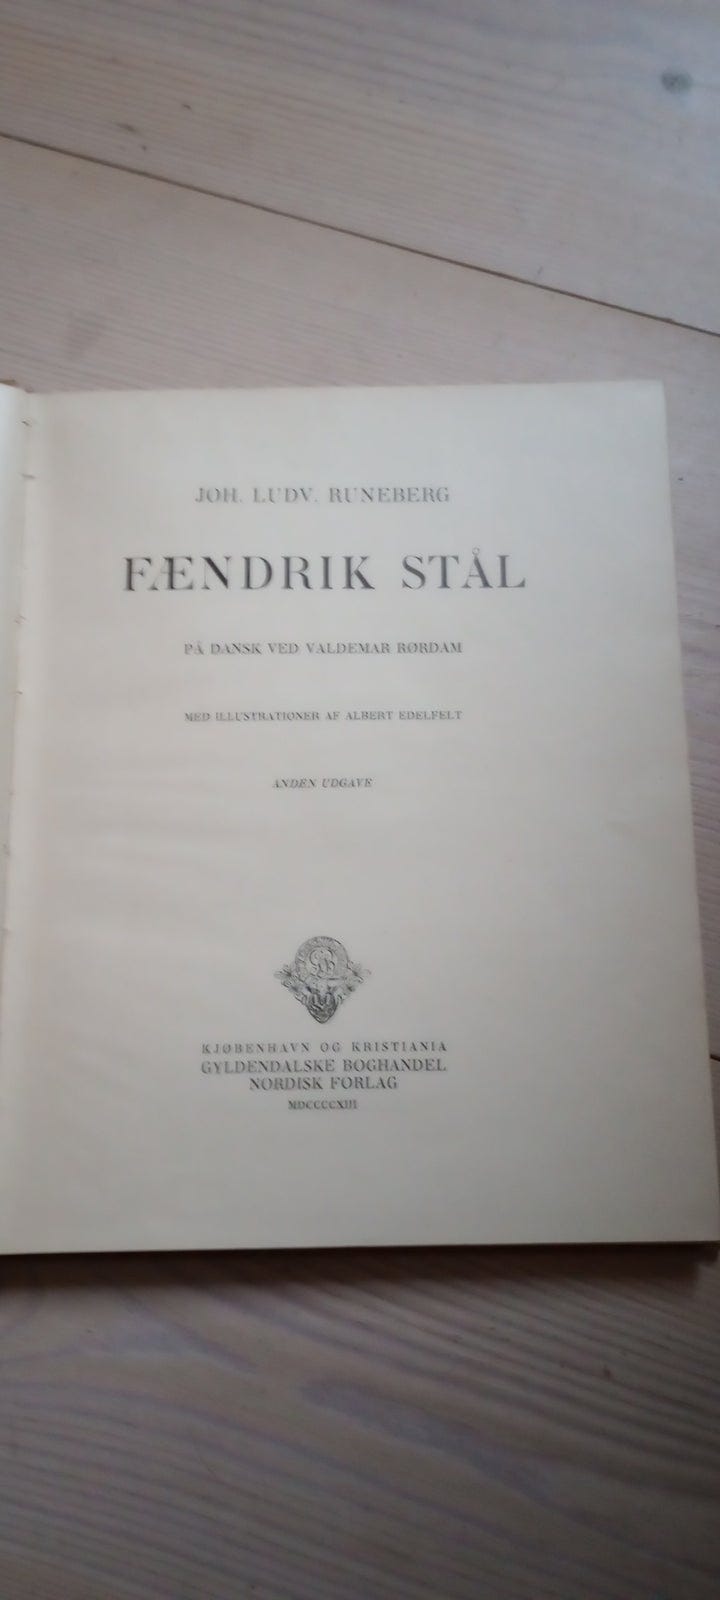 JOH. LUDV. RUNEBERG
FÆNDRIK STÅL
PÅ DANSK VED VALDEMAR RØRDAM
MED ILLUSTRATIONER AF ALBERT EDELFELT
ANDEN UDGAVE
KJØBENHAVN OG KRISTIANIA
GYLDENDALSKE BOGHANDEL
NORDISK FORLAG
MDCCCCXIII